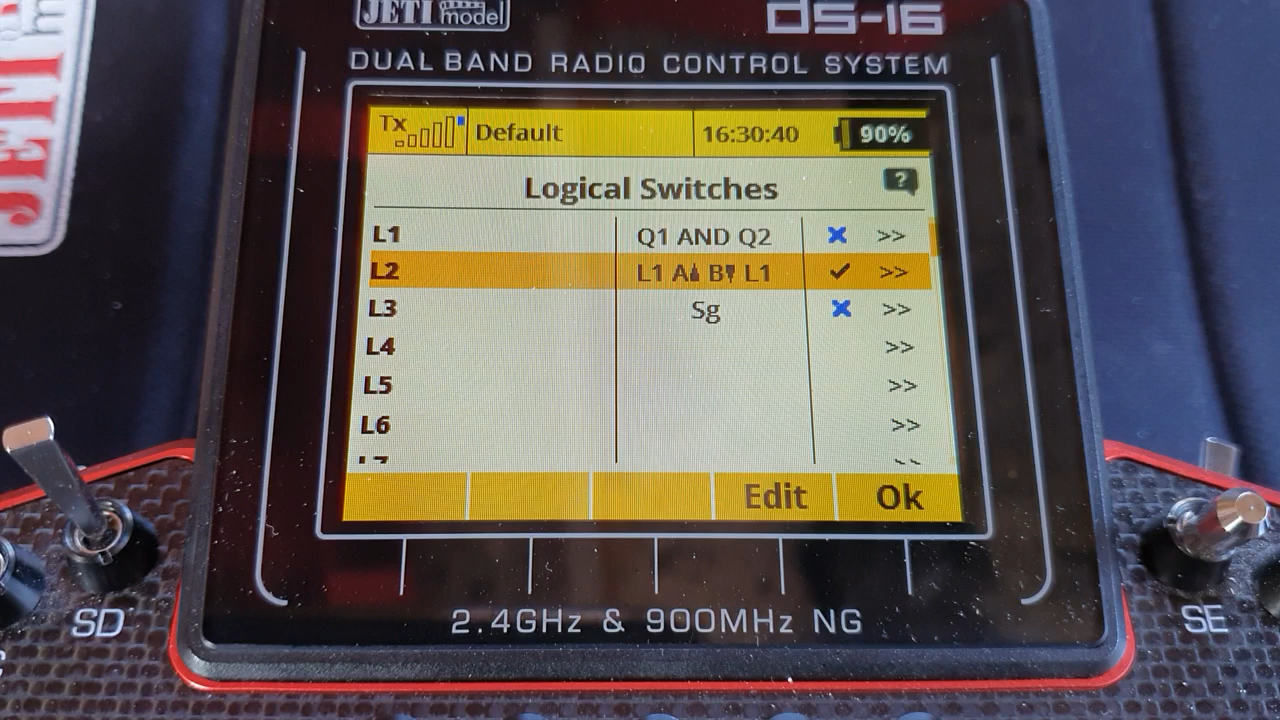 JETI model DS-16
DUAL BAND RADIO CONTROL SYSTEM
Tx Default 16:30:40 90%
Logical Switches ?
L1 Q1 AND Q2 >>
L2 L1 A B L1 >>
L3 Sg >>
L4 >>
L5 >>
L6 >>
Edit Ok
2.4GHz & 900MHz NG
SD
SE